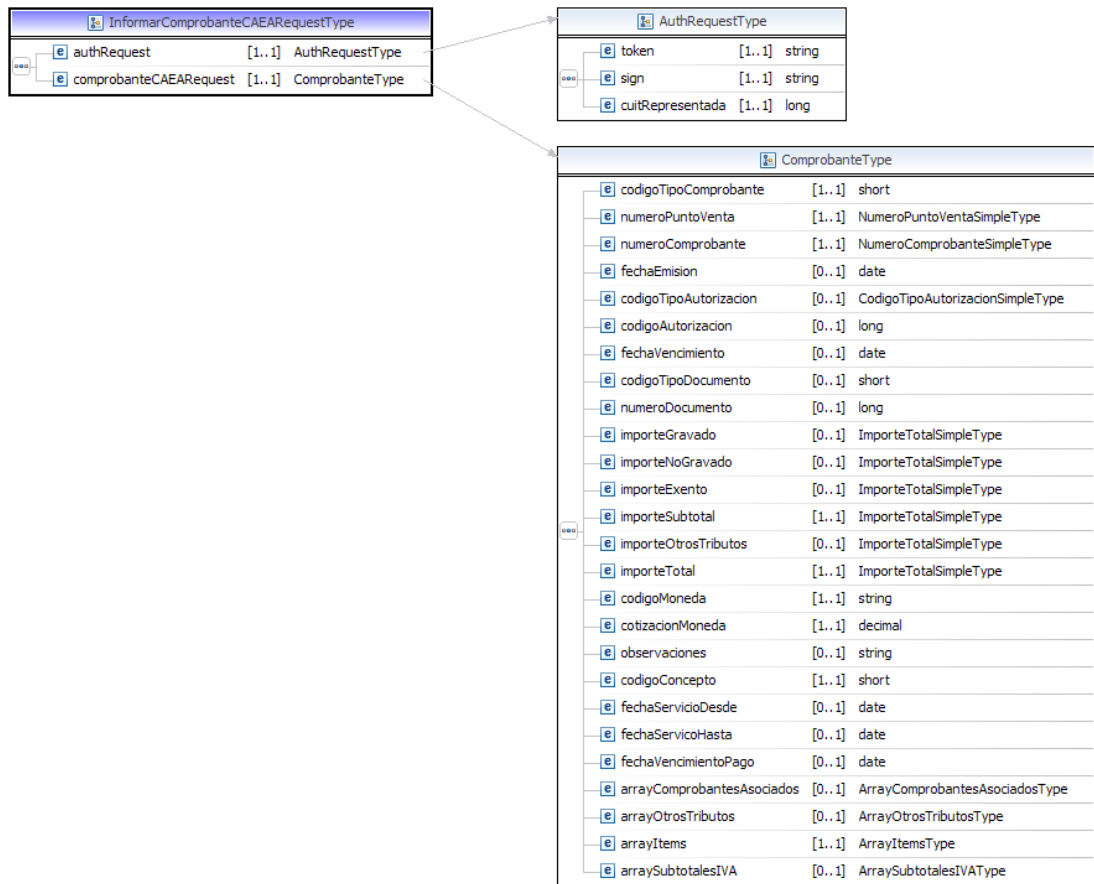 InformarComprobanteCAEARequestType
authRequest [1..1] AuthRequestType
comprobanteCAEARequest [1..1] ComprobanteType
AuthRequestType
token [1..1] string
sign [1..1] string
cuitRepresentada [1..1] long
ComprobanteType
codigoTipoComprobante [1..1] short
numeroPuntoVenta [1..1] NumeroPuntoVentaSimpleType
numeroComprobante [1..1] NumeroComprobanteSimpleType
fechaEmision [0..1] date
codigoTipoAutorizacion [0..1] CodigoTipoAutorizacionSimpleType
codigoAutorizacion [0..1] long
fechaVencimiento [0..1] date
codigoTipoDocumento [0..1] short
numeroDocumento [0..1] long
importeGravado [0..1] ImporteTotalSimpleType
importeNoGravado [0..1] ImporteTotalSimpleType
importeExento [0..1] ImporteTotalSimpleType
importeSubtotal [1..1] ImporteTotalSimpleType
importeOtrosTributos [0..1] ImporteTotalSimpleType
importeTotal [1..1] ImporteTotalSimpleType
codigoMoneda [1..1] string
cotizacionMoneda [1..1] decimal
observaciones [0..1] string
codigoConcepto [1..1] short
fechaServicioDesde [0..1] date
fechaServicoHasta [0..1] date
fechaVencimientoPago [0..1] date
arrayComprobantesAsociados [0..1] ArrayComprobantesAsociadosType
arrayOtrosTributos [0..1] ArrayOtrosTributosType
arrayItems [1..1] ArrayItemsType
arraySubtotalesIVA [0..1] ArraySubtotalesIVAType